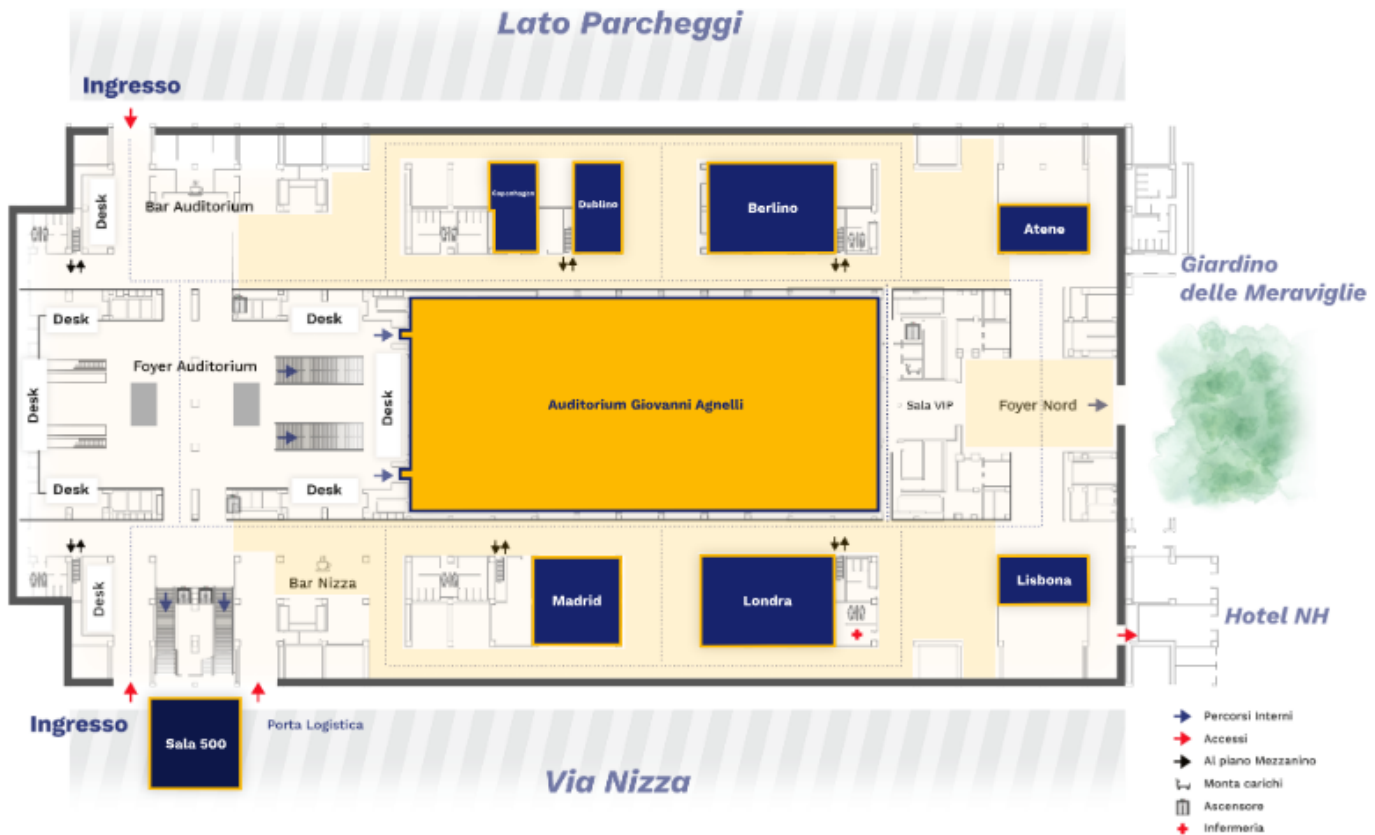 Lato Parcheggi
Ingresso
Desk
Bar Auditorium
Copenhagen
Dublino
Berlino
Atene
Giardino
delle Meraviglie
Desk
Desk
Foyer Auditorium
Desk
Desk
Auditorium Giovanni Agnelli
Sala VIP
Foyer Nord
Desk
Desk
Desk
Bar Nizza
Madrid
Londra
Lisbona
Hotel NH
Ingresso
Sala 500
Porta Logistica
Via Nizza
Percorsi Interni
Accessi
Al piano Mezzanino
Monta carichi
Ascensore
Infermeria